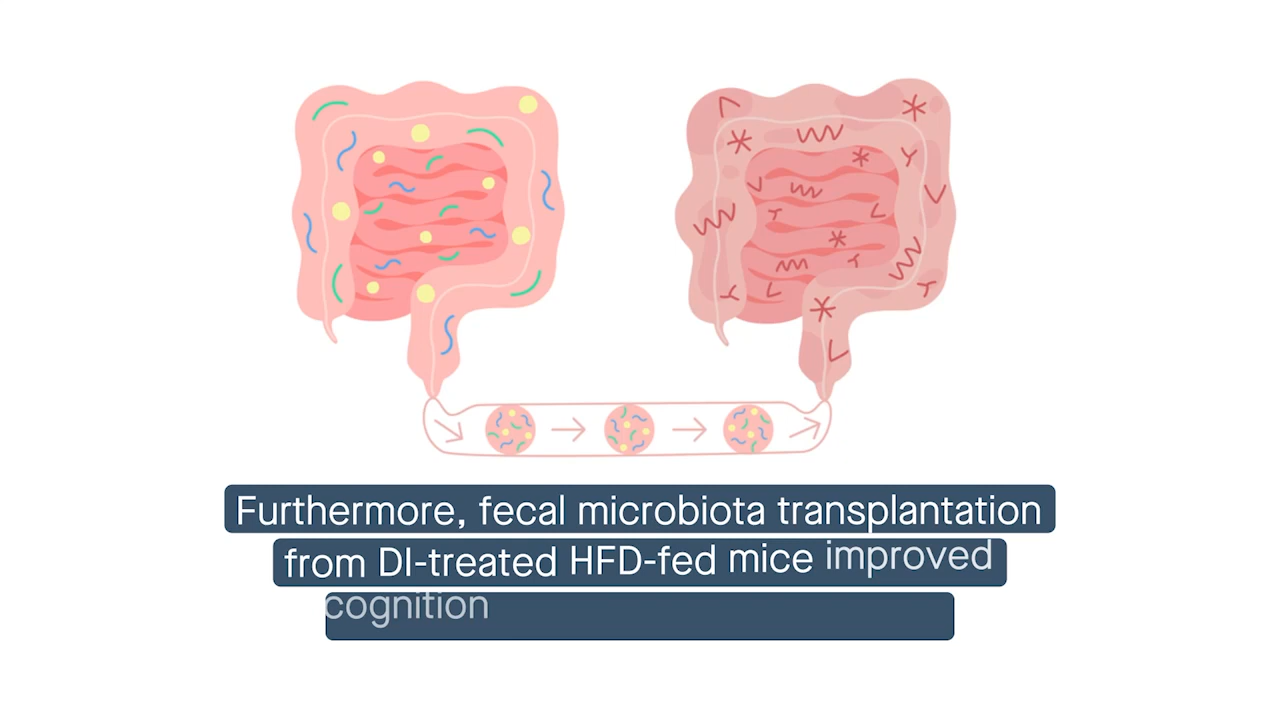 Furthermore, fecal microbiota transplantation
from DI-treated HFD-fed mice improved
cognition